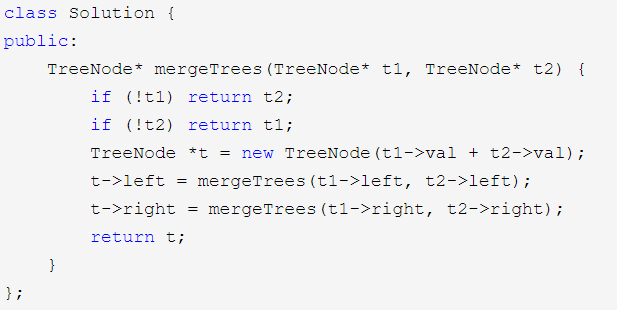 class Solution {
public:
    TreeNode* mergeTrees(TreeNode* t1, TreeNode* t2) {
        if (!t1) return t2;
        if (!t2) return t1;
        TreeNode *t = new TreeNode(t1->val + t2->val);
        t->left = mergeTrees(t1->left, t2->left);
        t->right = mergeTrees(t1->right, t2->right);
        return t;
    }
};